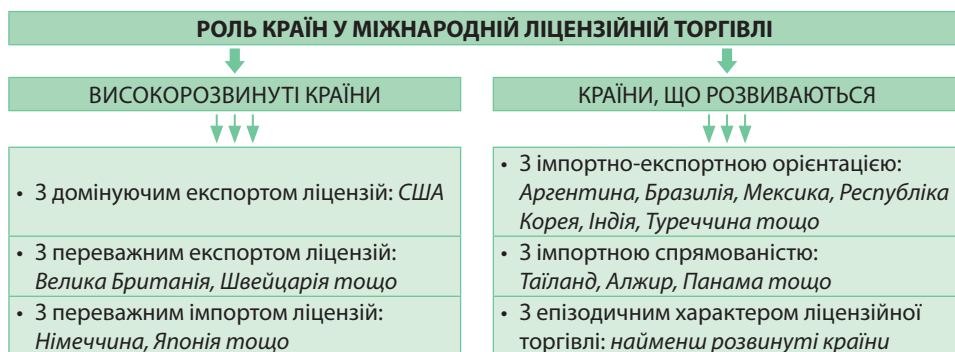 РОЛЬ КРАЇН У МІЖНАРОДНІЙ ЛІЦЕНЗІЙНІЙ ТОРГІВЛІ
ВИСОКОРОЗВИНУТІ КРАЇНИ
• З домінуючим експортом ліцензій: США
• З переважним експортом ліцензій:
Велика Британія, Швейцарія тощо
• З переважним імпортом ліцензій:
Німеччина, Японія тощо
КРАЇНИ, ЩО РОЗВИВАЮТЬСЯ
• З імпортно-експортною орієнтацією:
Аргентина, Бразилія, Мексика, Республіка
Корея, Індія, Туреччина тощо
• З імпортною спрямованістю:
Таїланд, Алжир, Панама тощо
• З епізодичним характером ліцензійної
торгівлі: найменш розвинуті країни